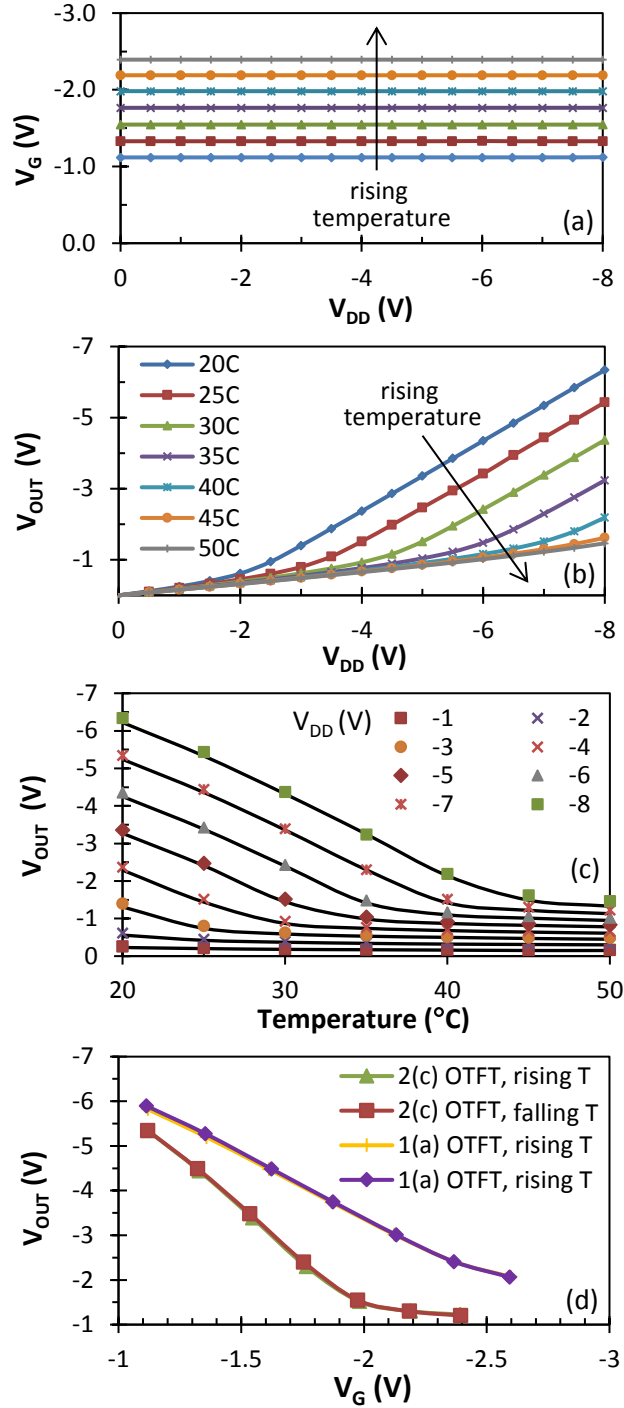 -3.0
-2.0
-1.0
0.0
V_G (V)
rising
temperature
(a)
0 -2 -4 -6 -8
V_DD (V)
-7
-5
-3
-1
V_OUT (V)
20C
25C
30C
35C
40C
45C
50C
rising
temperature
(b)
0 -2 -4 -6 -8
V_DD (V)
-7
-6
-5
-4
-3
-2
-1
0
V_OUT (V)
V_DD (V) -1 -2
-3 -4
-5 -6
-7 -8
(c)
20 30 40 50
Temperature (°C)
-7
-6
-5
-4
-3
-2
-1
V_OUT (V)
2(c) OTFT, rising T
2(c) OTFT, falling T
1(a) OTFT, rising T
1(a) OTFT, rising T
(d)
-1 -1.5 -2 -2.5 -3
V_G (V)